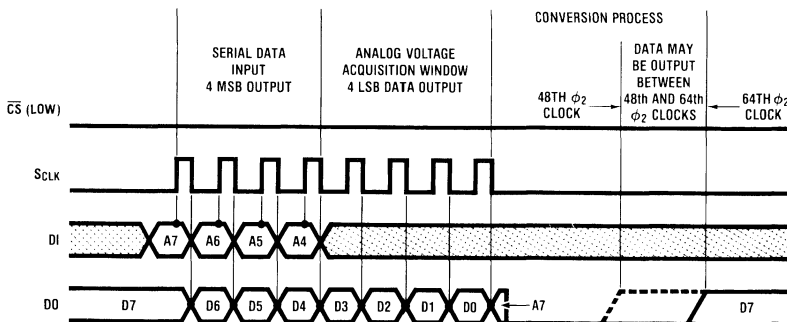 CONVERSION PROCESS
SERIAL DATA
INPUT
4 MSB OUTPUT
ANALOG VOLTAGE
ACQUISITION WINDOW
4 LSB DATA OUTPUT
DATA MAY
BE OUTPUT
BETWEEN
48th AND 64th
ϕ2 CLOCKS
48TH ϕ2
CLOCK
64TH ϕ2
CLOCK
C̅S̅ (LOW)
SCLK
DI
A7 A6 A5 A4
DO
D7 D6 D5 D4 D3 D2 D1 D0 A7 D7